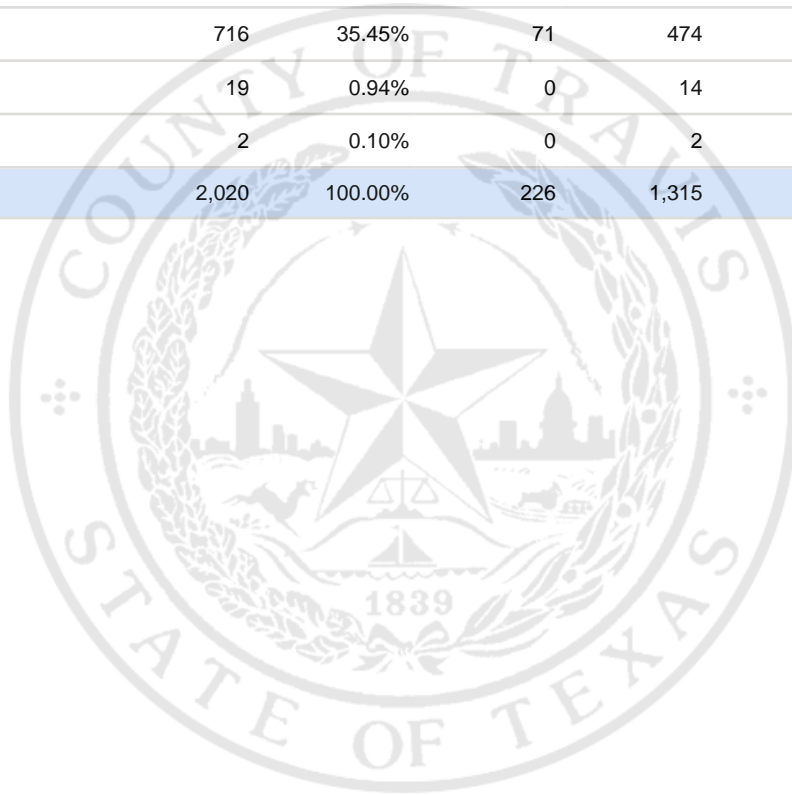 716 35.45% 71 474
19 0.94% 0 14
2 0.10% 0 2
2,020 100.00% 226 1,315
COUNTY OF TRAVIS
1839
STATE OF TEXAS